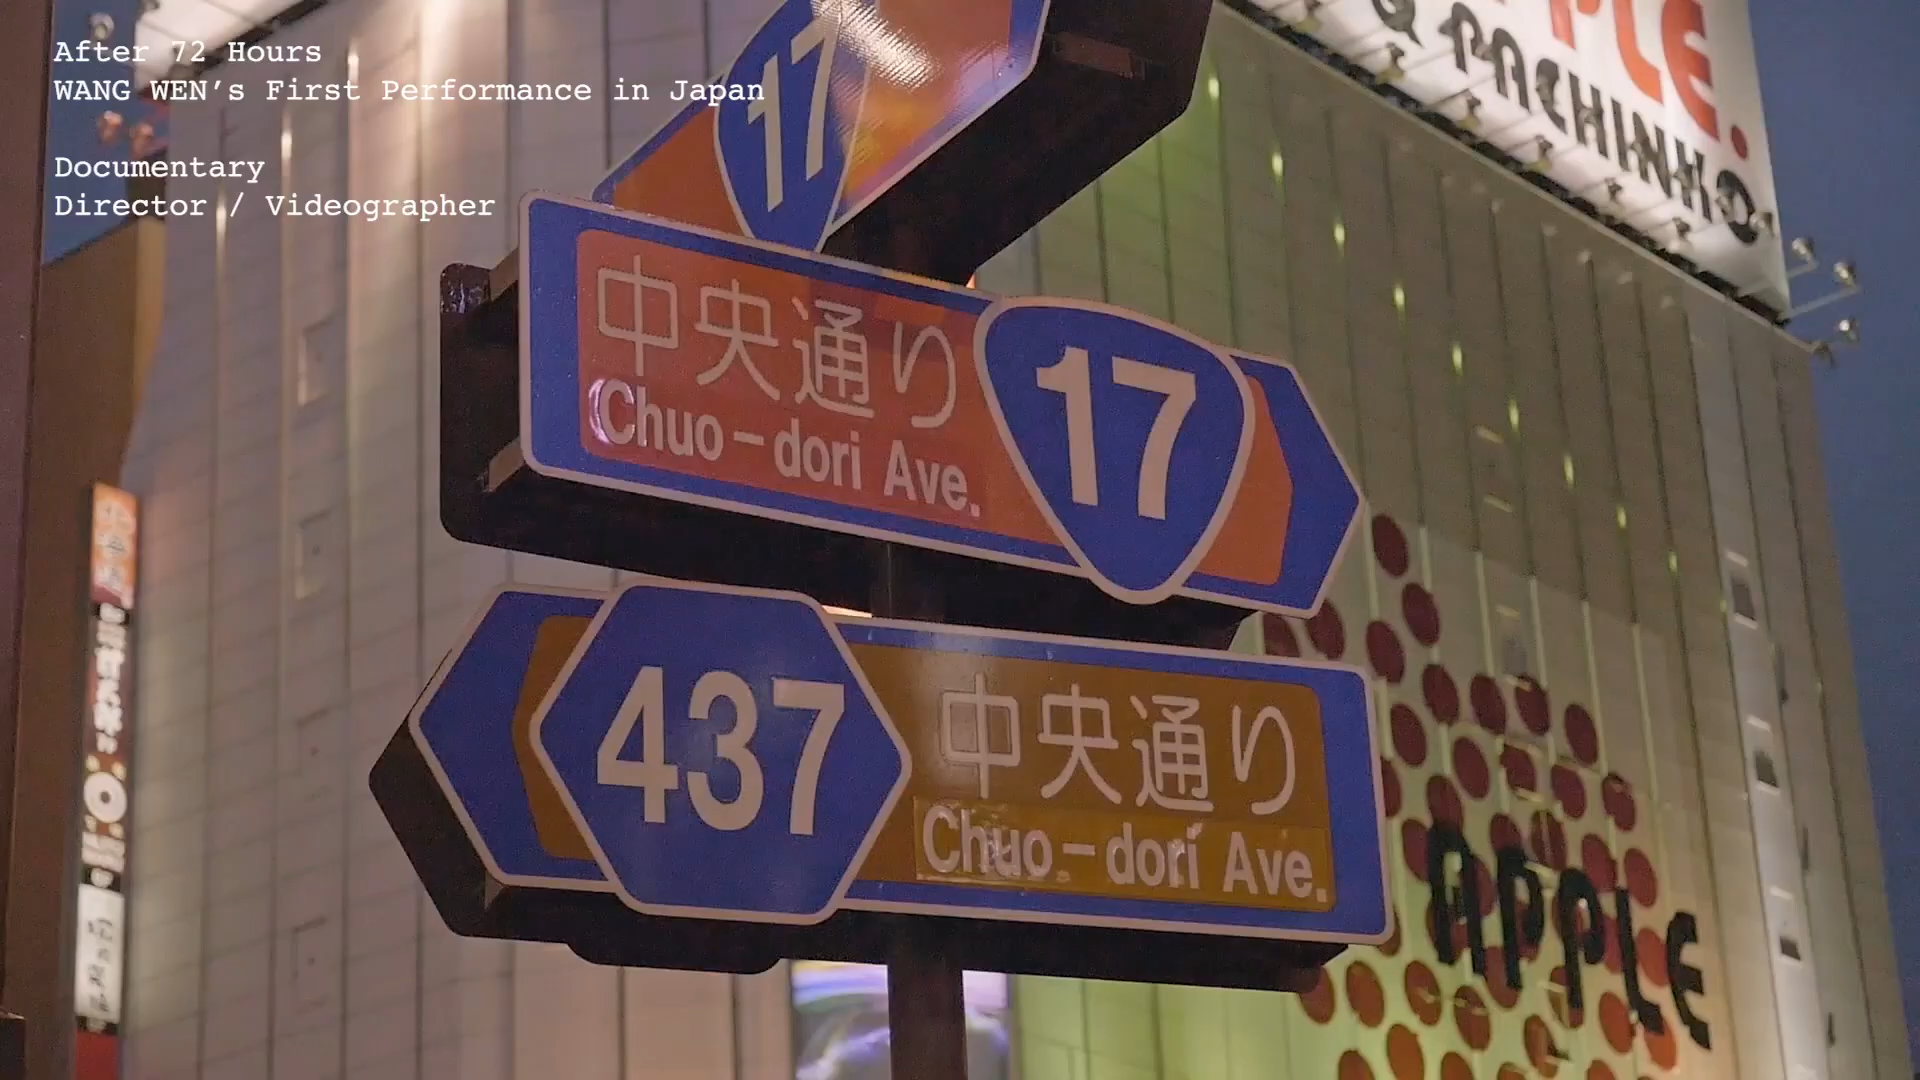 After 72 Hours
WANG WEN’s First Performance in Japan
Documentary
Director / Videographer
17
PLE.
& PACHINKO
中央通り
Chuo-dori Ave.
17
437
中央通り
Chuo-dori Ave.
APPLE